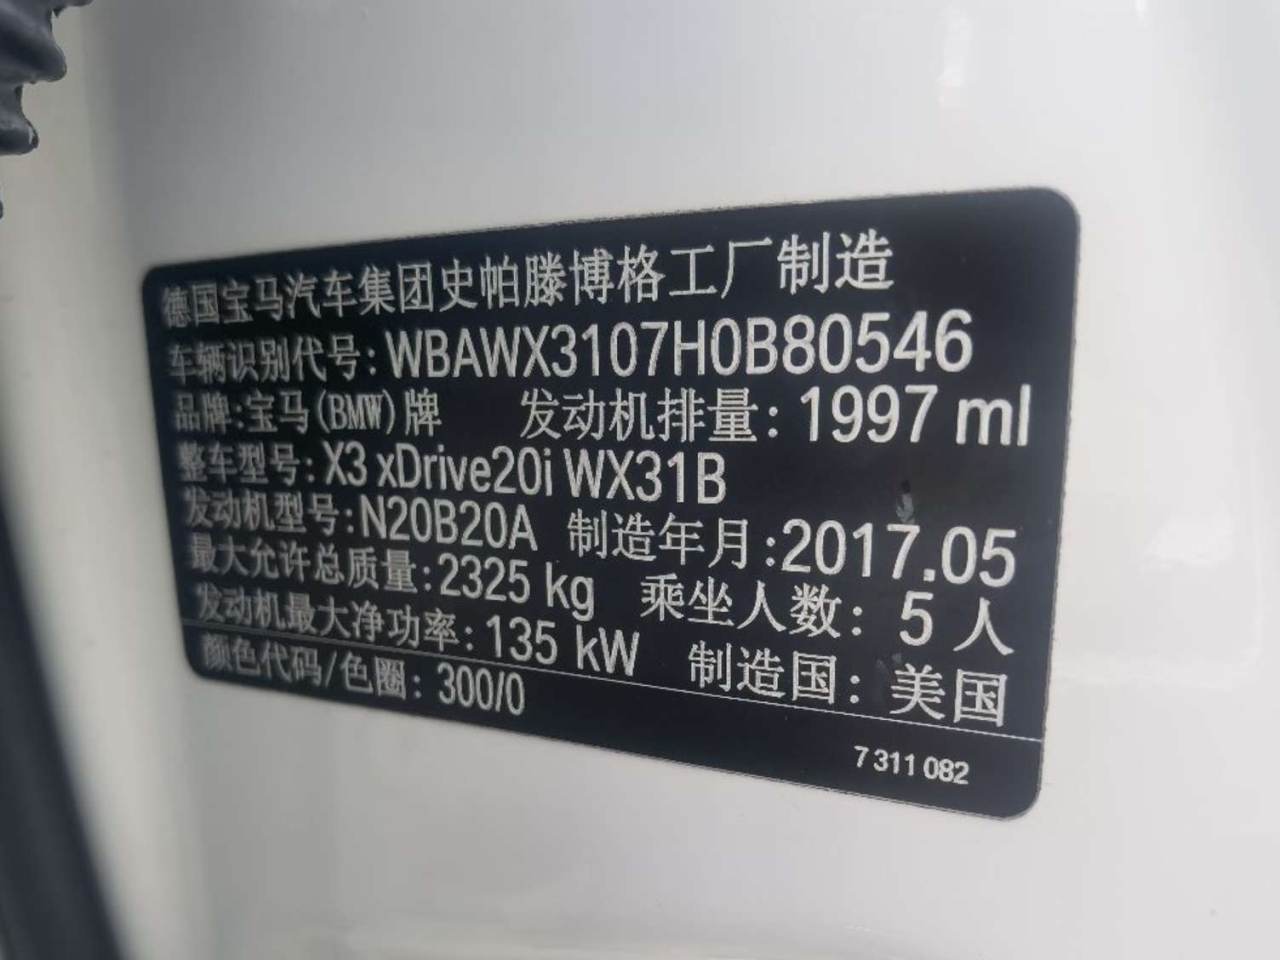 德国宝马汽车集团史帕滕博格工厂制造
车辆识别代号: WBAWX3107H0B80546
品牌:宝马(BMW)牌 发动机排量: 1997 ml
整车型号: X3 xDrive20i WX31B
发动机型号: N20B20A 制造年月:2017.05
最大允许总质量:2325 kg 乘坐人数: 5 人
发动机最大净功率: 135 kW 制造国: 美国
颜色代码/色圈: 300/0
7 311 082